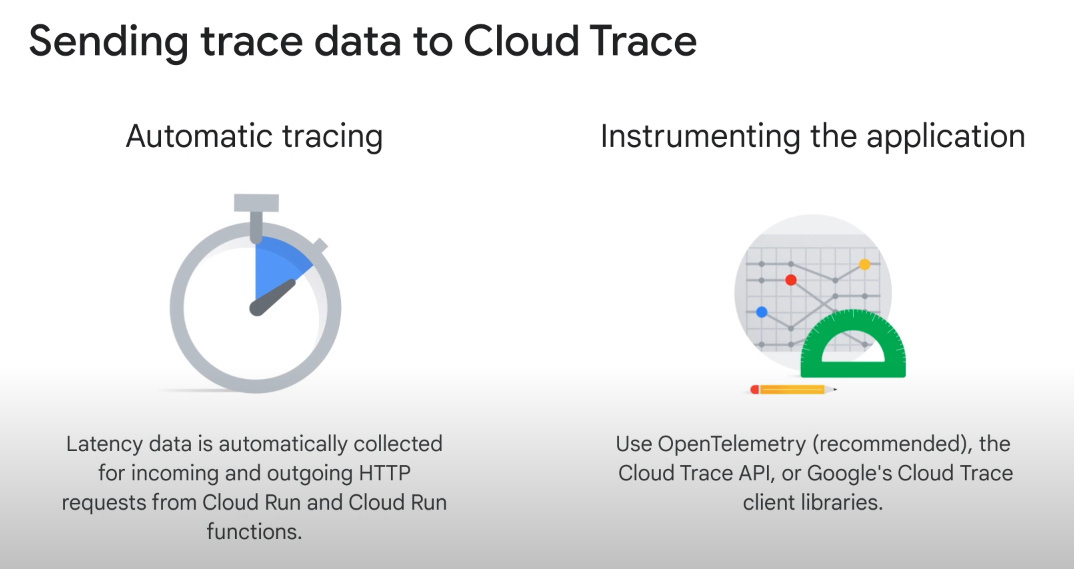 Sending trace data to Cloud Trace
Automatic tracing
Latency data is automatically collected
for incoming and outgoing HTTP
requests from Cloud Run and Cloud Run
functions.
Instrumenting the application
Use OpenTelemetry (recommended), the
Cloud Trace API, or Google's Cloud Trace
client libraries.